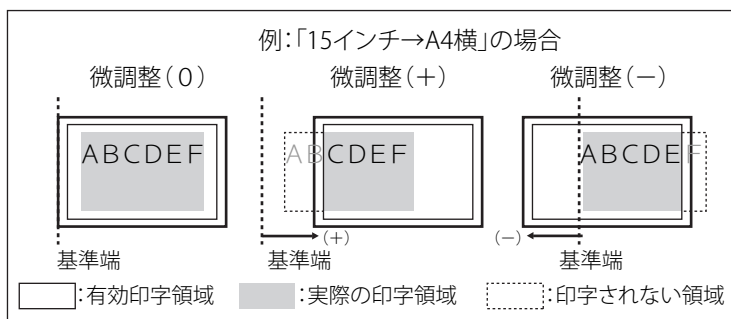 例：「15インチ→A4横」の場合
微調整（0）
微調整（+）
微調整（−）
ABCDEF
ABCDEF
ABCDEF
(+)
(−)
基準端
基準端
基準端
：有効印字領域
：実際の印字領域
：印字されない領域